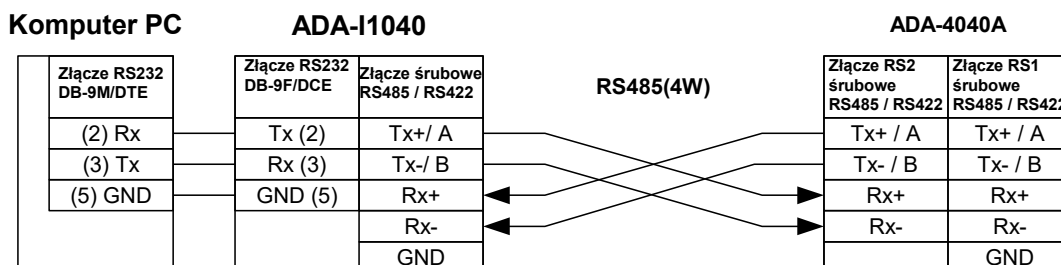 Komputer PC
ADA-I1040
ADA-4040A
Złącze RS232
DB-9M/DTE
Złącze RS232
DB-9F/DCE
Złącze śrubowe
RS485 / RS422
RS485(4W)
Złącze RS2
śrubowe
RS485 / RS422
Złącze RS1
śrubowe
RS485 / RS422
(2) Rx
Tx (2)
Tx+/ A
Tx+ / A
Tx+ / A
(3) Tx
Rx (3)
Tx-/ B
Tx- / B
Tx- / B
(5) GND
GND (5)
Rx+
Rx+
Rx+
Rx-
Rx-
Rx-
GND
GND